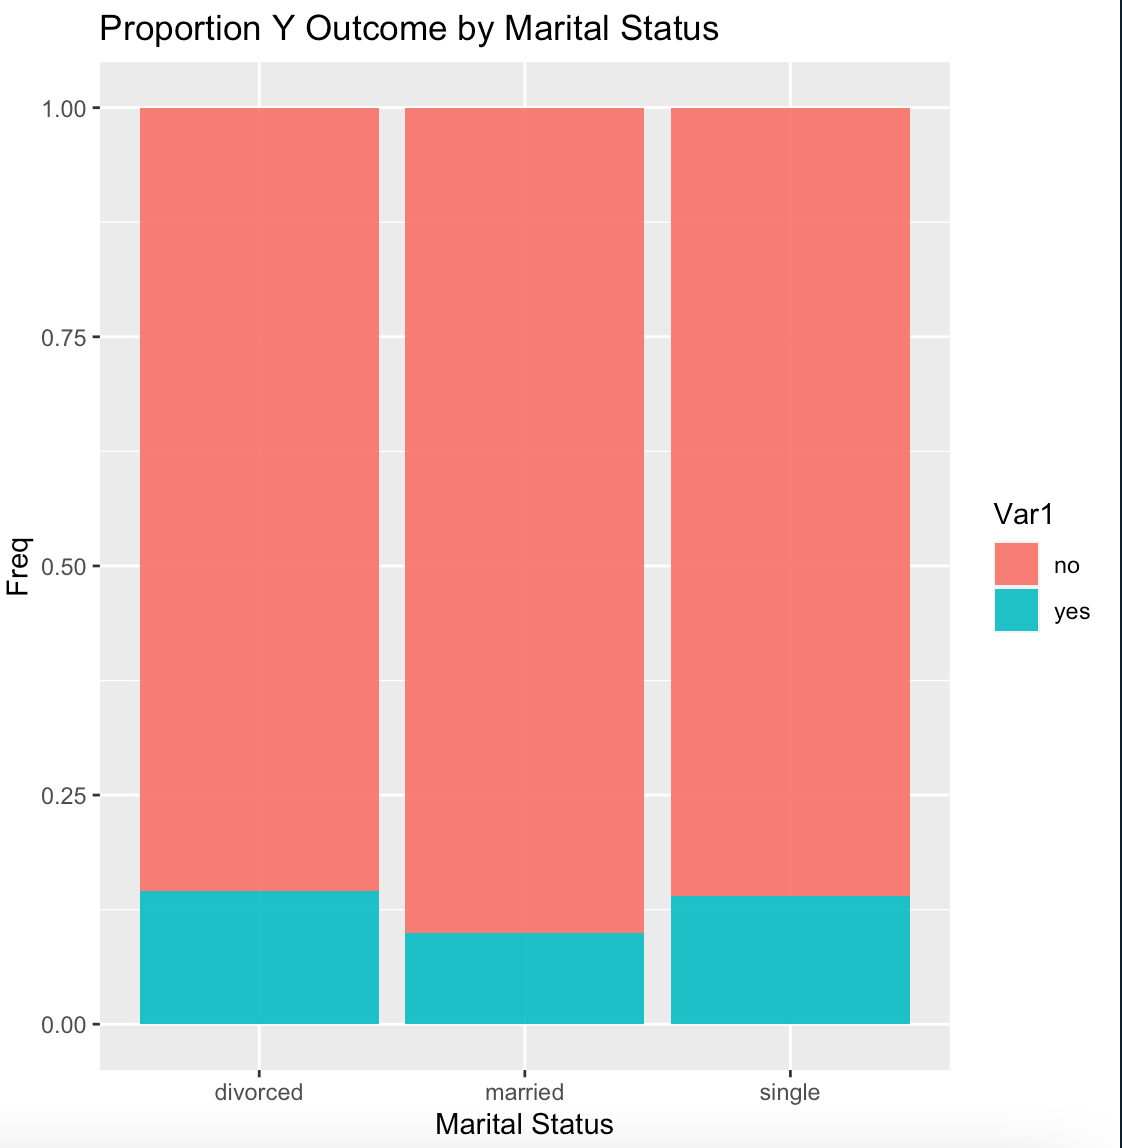 Proportion Y Outcome by Marital Status
1.00
0.75
0.50
0.25
0.00
Freq
divorced married single
Marital Status
Var1
no
yes